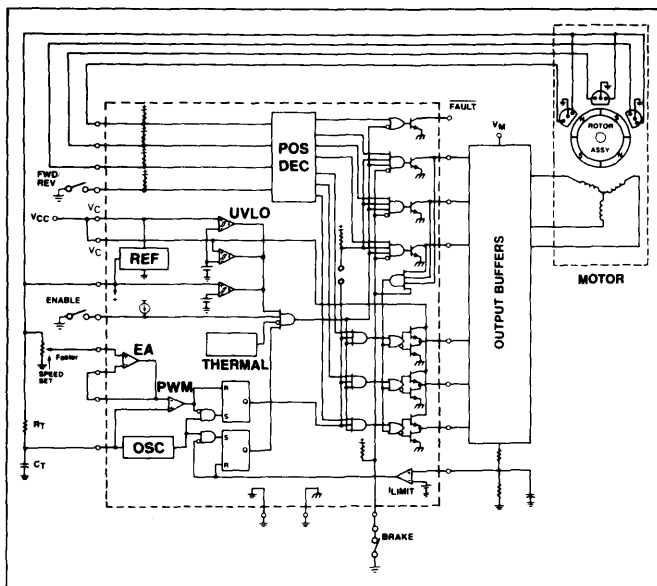 FAULT
VM
ROTOR
ASSY
N
S
POS
DEC
FWD/
REV
VCC
VC
UVLO
VC
REF
MOTOR
OUTPUT BUFFERS
ENABLE
THERMAL
EA
Faster
SPEED
SET
PWM
R
S
Q
S
Q
R
RT
OSC
CT
ILIMIT
BRAKE